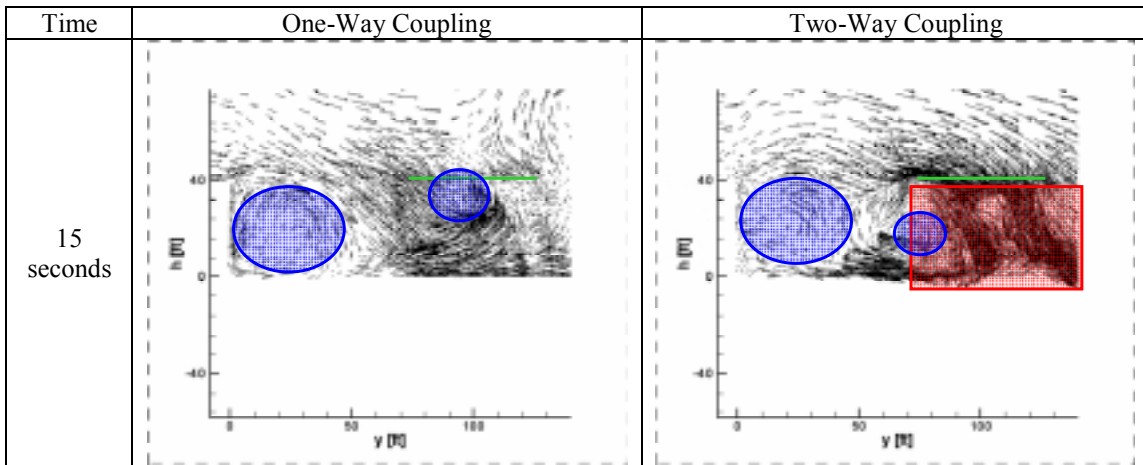 Time One-Way Coupling Two-Way Coupling
15
seconds
40
0
-40
h [ft]
0 50 100
y [ft]
40
0
-40
h [ft]
0 50 100
y [ft]